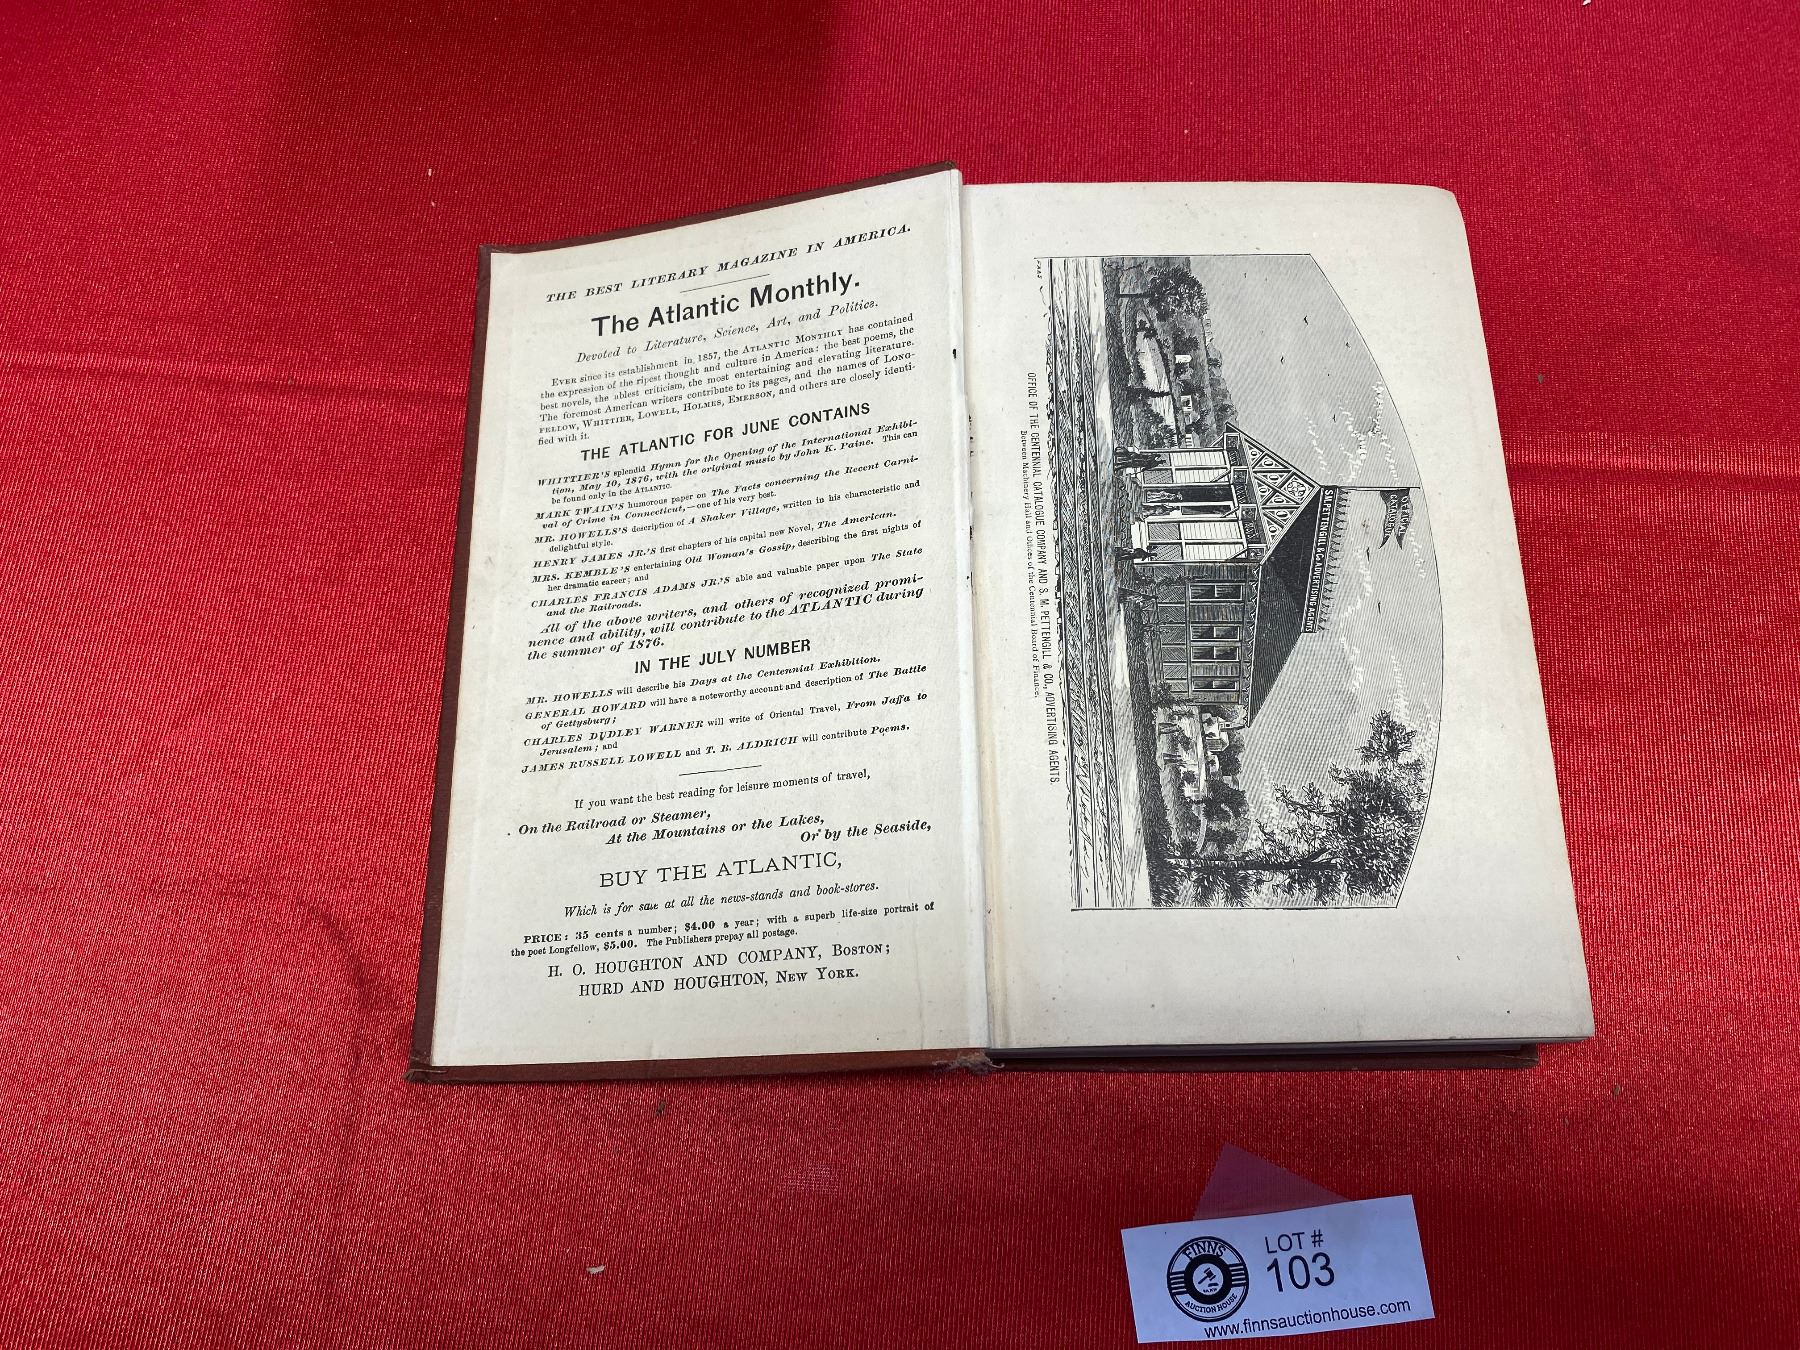 THE BEST LITERARY MAGAZINE IN AMERICA.
The Atlantic Monthly.
Devoted to Literature, Science, Art, and Politics.
EVER since its establishment in 1857, the ATLANTIC MONTHLY has contained
the expression of the ripest thought and culture in America: the best poems, the
best novels, the ablest criticism, the most entertaining and elevating literature.
The foremost American writers contribute to its pages, and the names of LONG-
FELLOW, WHITTIER, LOWELL, HOLMES, EMERSON, and others are closely identi-
fied with it.
THE ATLANTIC FOR JUNE CONTAINS
WHITTIER'S splendid Hymn for the Opening of the International Exhibi-
tion, May 10, 1876, with the original music by John K. Paine. This can
be found only in the ATLANTIC.
MARK TWAIN'S humorous paper on The Facts concerning the Recent Carni-
val of Crime in Connecticut,—one of his very best.
MR. HOWELLS'S description of A Shaker Village, written in his characteristic and
delightful style.
HENRY JAMES JR.'S first chapters of his capital new Novel, The American.
MRS. KEMBLE'S entertaining Old Woman's Gossip, describing the first nights of
her dramatic career; and
CHARLES FRANCIS ADAMS JR.'S able and valuable paper upon The State
and the Railroads.
All of the above writers, and others of recognized promi-
nence and ability, will contribute to the ATLANTIC during
the summer of 1876.
IN THE JULY NUMBER
MR. HOWELLS will describe his Days at the Centennial Exhibition.
GENERAL HOWARD will have a noteworthy account and description of The Battle
of Gettysburg;
CHARLES DUDLEY WARNER will write of Oriental Travel, From Jaffa to
Jerusalem; and
JAMES RUSSELL LOWELL and T. B. ALDRICH will contribute Poems.
If you want the best reading for leisure moments of travel,
On the Railroad or Steamer,
At the Mountains or the Lakes,
Or by the Seaside,
BUY THE ATLANTIC,
Which is for sale at all the news-stands and book-stores.
PRICE: 35 cents a number; $4.00 a year; with a superb life-size portrait of
the poet Longfellow, $5.00. The Publishers prepay all postage.
H. O. HOUGHTON AND COMPANY, BOSTON;
HURD AND HOUGHTON, NEW YORK.
OFFICIAL
CATALOGUE
S.M. PETTENGILL & CO. ADVERTISING AGENTS
FAAS
OFFICE OF THE CENTENNIAL CATALOGUE COMPANY AND S. M. PETTENGILL & CO., ADVERTISING AGENTS.
Between Machinery Hall and Offices of the Centennial Board of Finance.
FINNS
AUCTION HOUSE
LOT #
103
www.finnsauctionhouse.com